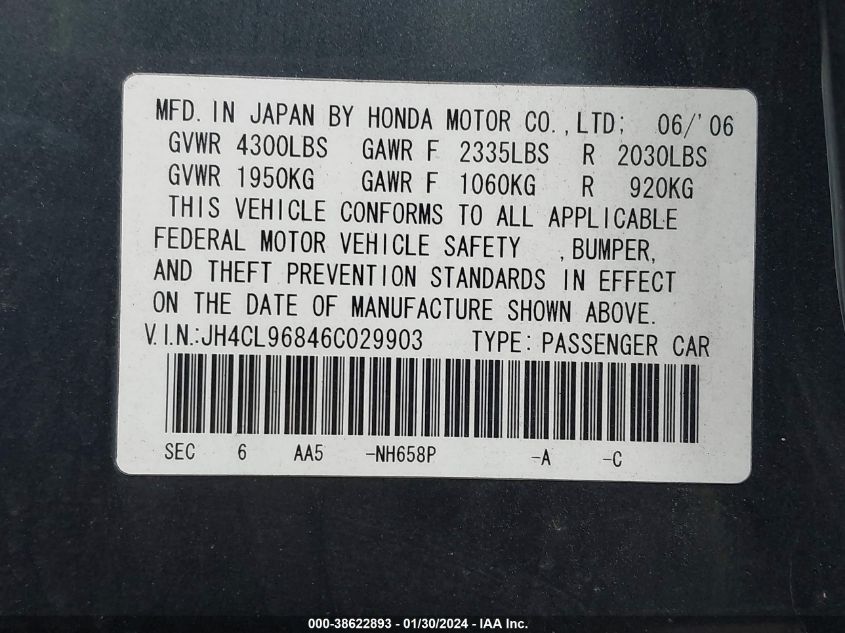 MFD. IN JAPAN BY HONDA MOTOR CO.,LTD; 06/'06
GVWR 4300LBS GAWR F 2335LBS R 2030LBS
GVWR 1950KG GAWR F 1060KG R 920KG
THIS VEHICLE CONFORMS TO ALL APPLICABLE
FEDERAL MOTOR VEHICLE SAFETY , BUMPER,
AND THEFT PREVENTION STANDARDS IN EFFECT
ON THE DATE OF MANUFACTURE SHOWN ABOVE.
V.I.N.:JH4CL96846C029903 TYPE: PASSENGER CAR
SEC 6 AA5 -NH658P -A -C
000-38622893 - 01/30/2024 - IAA Inc.